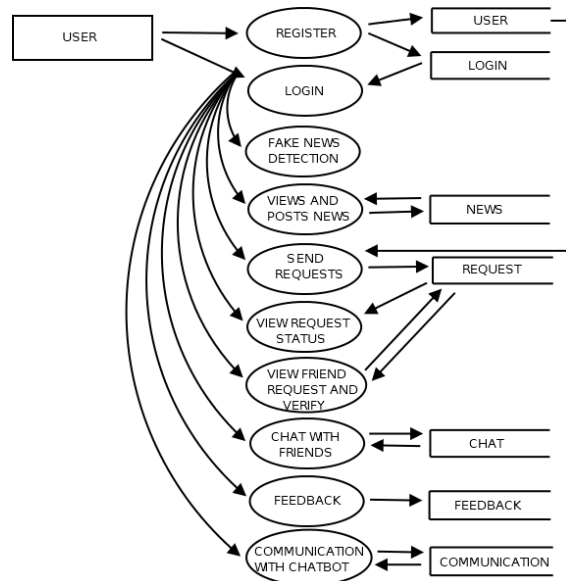 USER
REGISTER
USER
LOGIN
LOGIN
FAKE NEWS
DETECTION
VIEWS AND
POSTS NEWS
NEWS
SEND
REQUESTS
REQUEST
VIEW REQUEST
STATUS
VIEW FRIEND
REQUEST AND
VERIFY
CHAT WITH
FRIENDS
CHAT
FEEDBACK
FEEDBACK
COMMUNICATION
WITH CHATBOT
COMMUNICATION